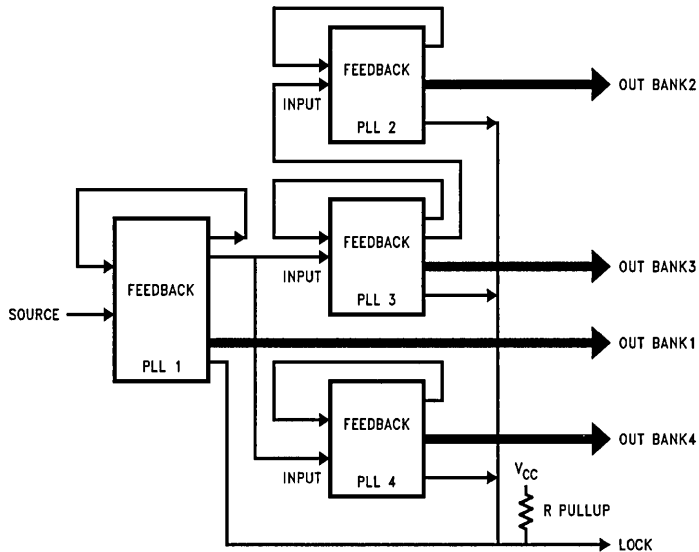 FEEDBACK
INPUT
PLL 2
OUT BANK2
FEEDBACK
INPUT
PLL 3
OUT BANK3
SOURCE
FEEDBACK
PLL 1
OUT BANK1
FEEDBACK
INPUT
PLL 4
OUT BANK4
VCC
R PULLUP
LOCK